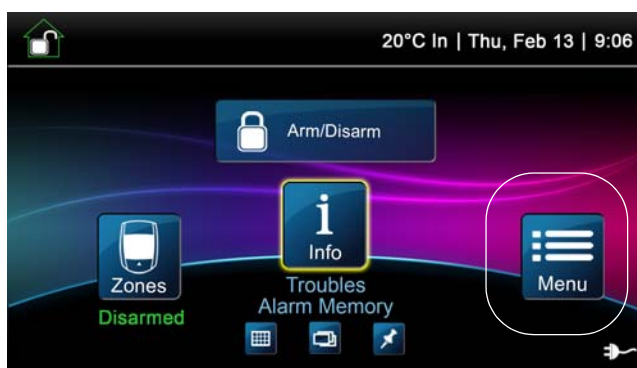 20°C In | Thu, Feb 13 | 9:06
Arm/Disarm
i
Info
Zones
Menu
Troubles
Disarmed
Alarm Memory